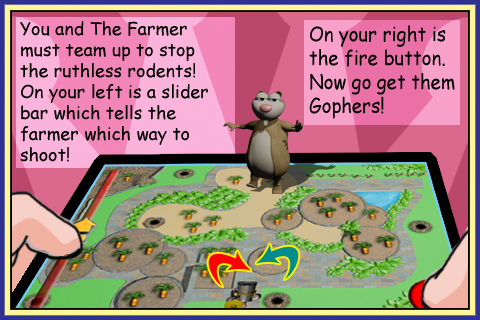 You and The Farmer
must team up to stop
the ruthless rodents!
On your left is a slider
bar which tells the
farmer which way to
shoot!
On your right is
the fire button.
Now go get them
Gophers!